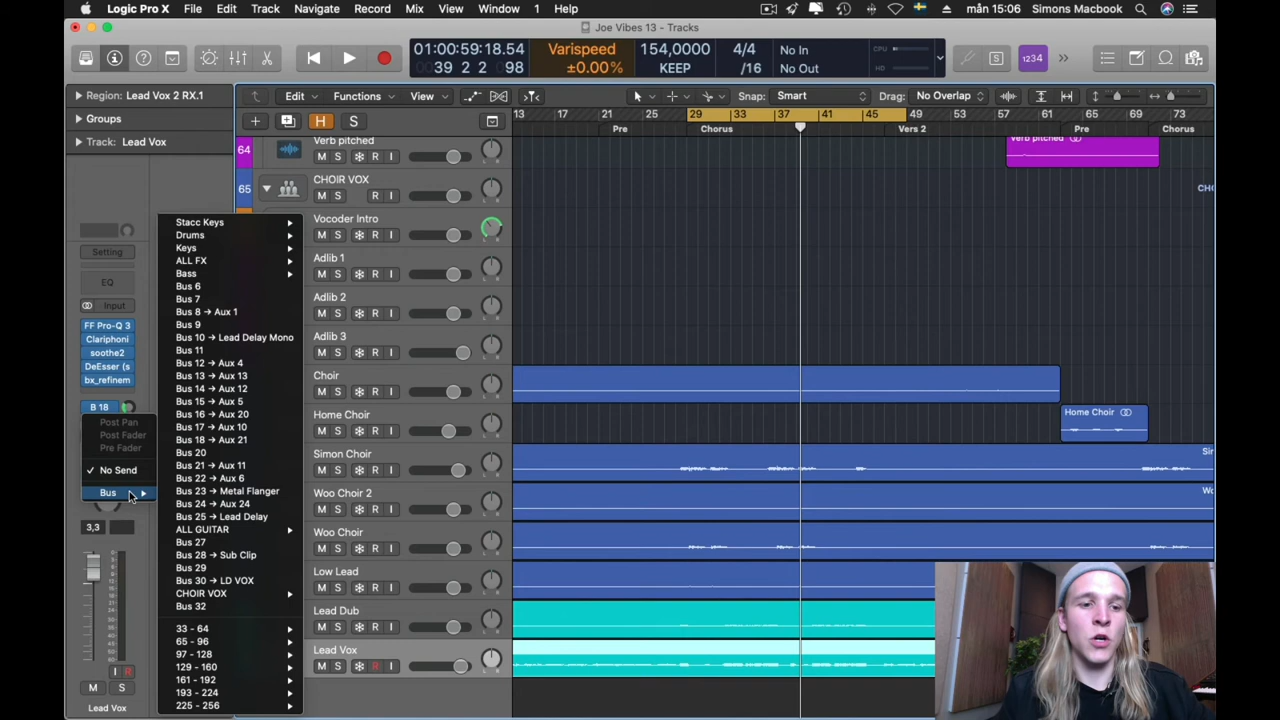 Logic Pro X File Edit Track Navigate Record Mix View Window 1 Help mån 15:06 Simons Macbook
Joe Vibes 13 - Tracks
01:00:59:18.54 Varispeed 154,0000 4/4 No In CPU
0039 2 2 098 ±0.00% KEEP /16 No Out HD 1234
Region: Lead Vox 2 RX.1 Edit Functions View Snap: Smart Drag: No Overlap
Groups H S 13 17 21 25 29 33 37 41 45 49 53 57 61 65 69 73
Pre Chorus Vers 2 Pre Chorus
Track: Lead Vox
64 Verb pitched Verb pitched
M S R I
65 CHOIR VOX CH
M S R I
Vocoder Intro
M S R I
Adlib 1
M S R I
Adlib 2
M S R I
Adlib 3
M S R I
Choir
M S R I
Home Choir Home Choir
M S R I
Simon Choir Sir
M S R I
Woo Choir 2 Wo
M S R I
Woo Choir
M S R I
Low Lead
M S R I
Lead Dub
M S R I
Lead Vox
M S R I
Setting
EQ
Input
FF Pro-Q 3
Clariphoni
soothe2
DeEsser (s
bx_refinem
B 18
Post Pan
Post Fader
Pre Fader
✓ No Send
Bus
3,3
I R
M S
Lead Vox
Stacc Keys
Drums
Keys
ALL FX
Bass
Bus 6
Bus 7
Bus 8 → Aux 1
Bus 9
Bus 10 → Lead Delay Mono
Bus 11
Bus 12 → Aux 4
Bus 13 → Aux 13
Bus 14 → Aux 12
Bus 15 → Aux 5
Bus 16 → Aux 20
Bus 17 → Aux 10
Bus 18 → Aux 21
Bus 20
Bus 21 → Aux 11
Bus 22 → Aux 6
Bus 23 → Metal Flanger
Bus 24 → Aux 24
Bus 25 → Lead Delay
ALL GUITAR
Bus 27
Bus 28 → Sub Clip
Bus 29
Bus 30 → LD VOX
CHOIR VOX
Bus 32
33 - 64
65 - 96
97 - 128
129 - 160
161 - 192
193 - 224
225 - 256